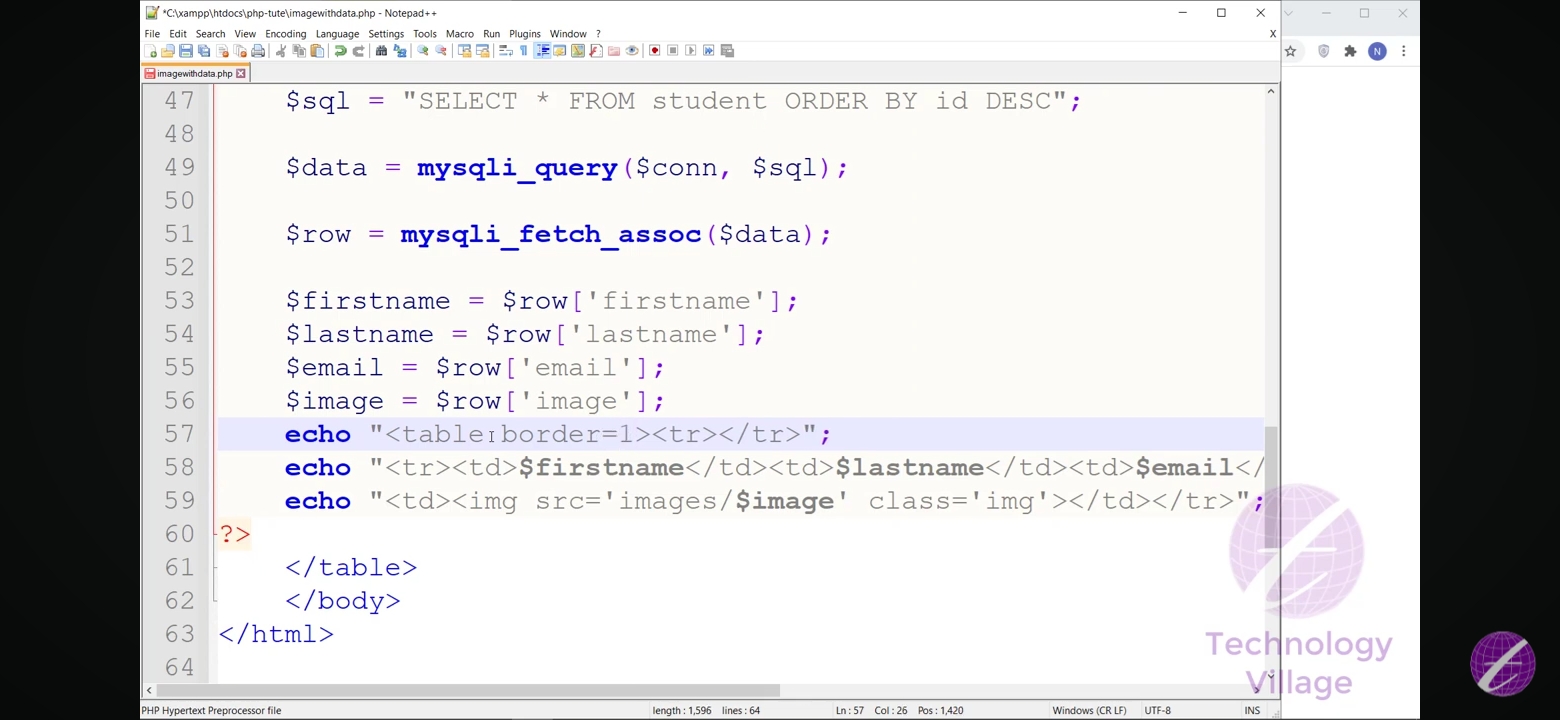 *C:\xampp\htdocs\php-tute\imagewithdata.php - Notepad++
File Edit Search View Encoding Language Settings Tools Macro Run Plugins Window ? X
N
imagewithdata.php
47 $sql = "SELECT * FROM student ORDER BY id DESC";
48
49 $data = mysqli_query($conn, $sql);
50
51 $row = mysqli_fetch_assoc($data);
52
53 $firstname = $row['firstname'];
54 $lastname = $row['lastname'];
55 $email = $row['email'];
56 $image = $row['image'];
57 echo "<table border=1><tr></tr>";
58 echo "<tr><td>$firstname</td><td>$lastname</td><td>$email</
59 echo "<td><img src='images/$image' class='img'></td></tr>";
60 ?>
61 </table>
62 </body>
63 </html>
64
Technology
Village
PHP Hypertext Preprocessor file length : 1,596 lines : 64 Ln : 57 Col : 26 Pos : 1,420 Windows (CR LF) UTF-8 INS